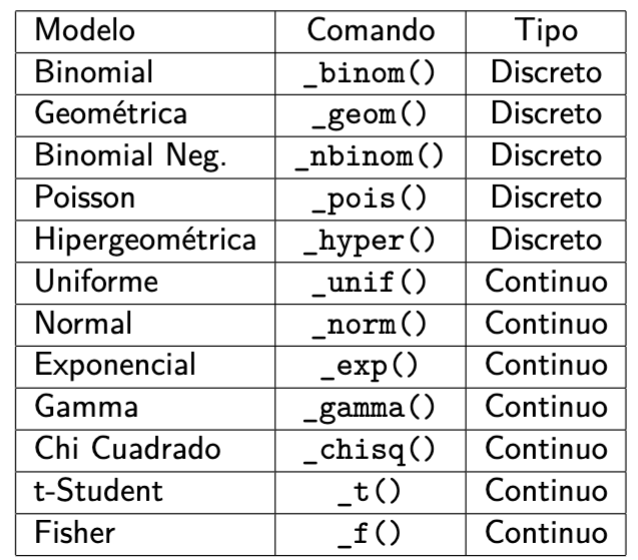 Modelo Comando Tipo
Binomial _binom() Discreto
Geométrica _geom() Discreto
Binomial Neg. _nbinom() Discreto
Poisson _pois() Discreto
Hipergeométrica _hyper() Discreto
Uniforme _unif() Continuo
Normal _norm() Continuo
Exponencial _exp() Continuo
Gamma _gamma() Continuo
Chi Cuadrado _chisq() Continuo
t-Student _t() Continuo
Fisher _f() Continuo